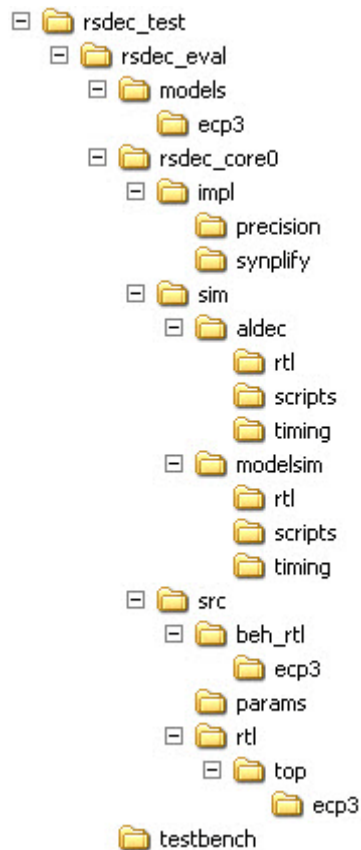 rsdec_test
rsdec_eval
models
ecp3
rsdec_core0
impl
precision
synplify
sim
aldec
rtl
scripts
timing
modelsim
rtl
scripts
timing
src
beh_rtl
ecp3
params
rtl
top
ecp3
testbench